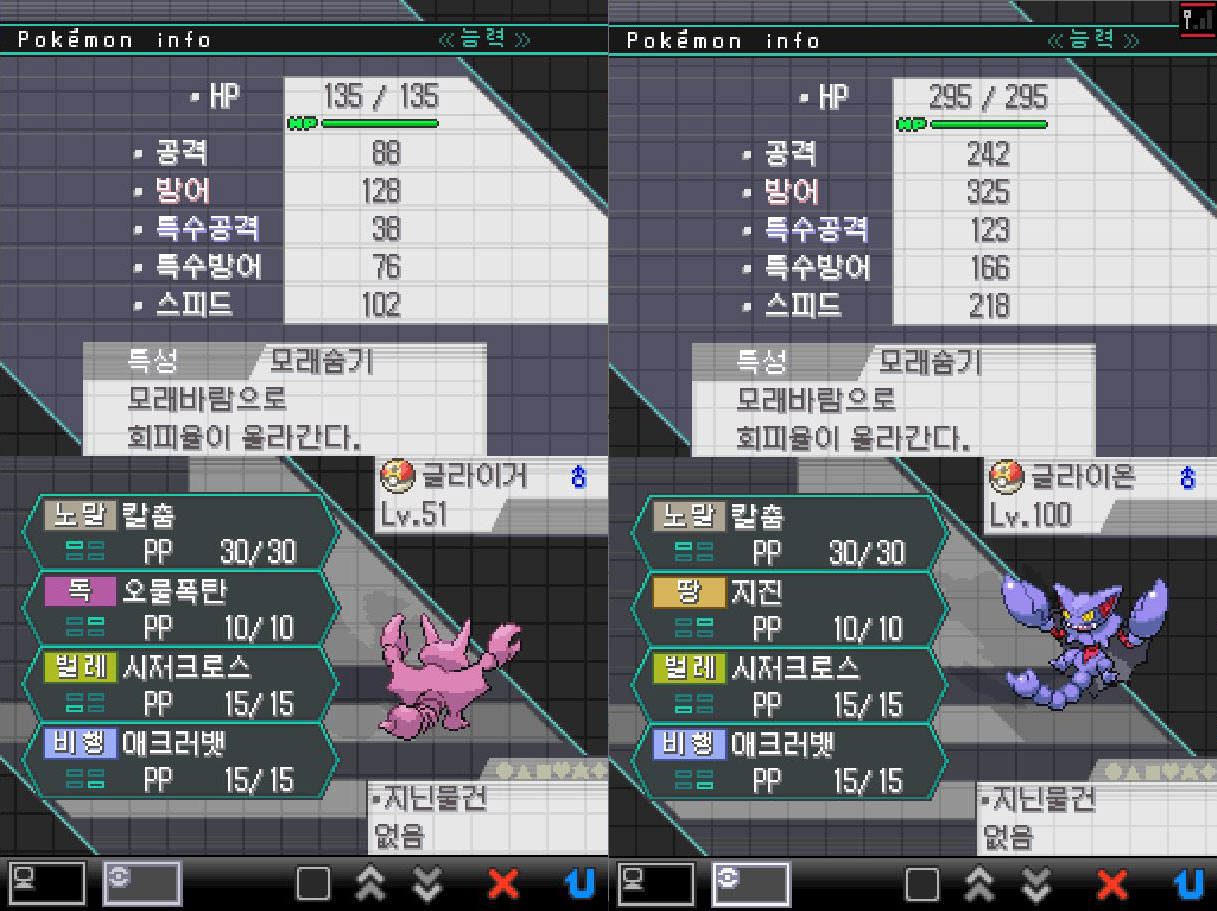 Pokémon info
≪능력≫
HP
135 / 135
HP
공격
88
방어
128
특수공격
38
특수방어
76
스피드
102
특성
모래숨기
모래바람으로
회피율이 올라간다.
글라이거 ♂
Lv.51
노말 칼춤
PP 30/30
독 오물폭탄
PP 10/10
벌레 시저크로스
PP 15/15
비행 애크러뱃
PP 15/15
지닌물건
없음
Pokémon info
≪능력≫
HP
295 / 295
HP
공격
242
방어
325
특수공격
123
특수방어
166
스피드
218
특성
모래숨기
모래바람으로
회피율이 올라간다.
글라이온 ♂
Lv.100
노말 칼춤
PP 30/30
땅 지진
PP 10/10
벌레 시저크로스
PP 15/15
비행 애크러뱃
PP 15/15
지닌물건
없음